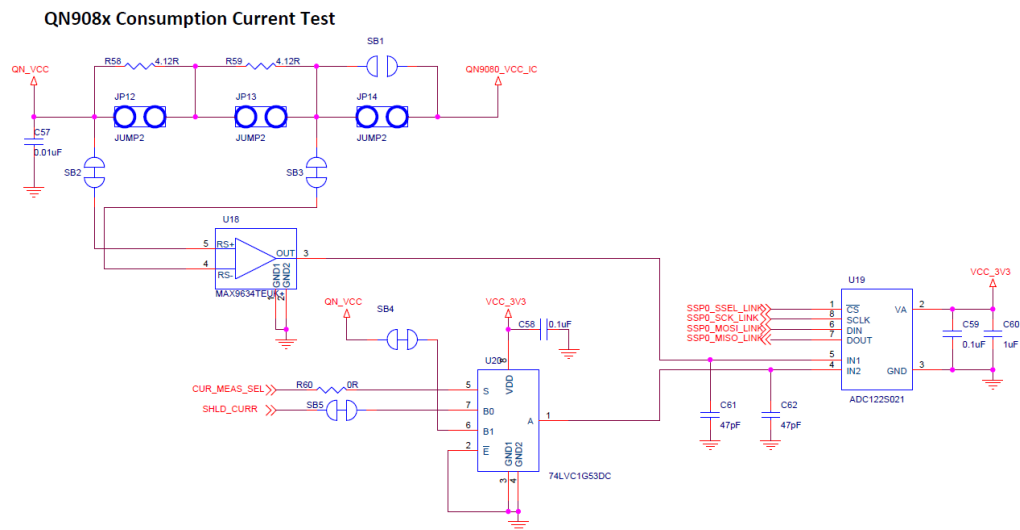 QN908x Consumption Current Test
SB1
R58 4.12R R59 4.12R
QN_VCC QN9080_VCC_IC
JP12 JP13 JP14
C57 JUMP2 JUMP2 JUMP2
0.01uF
SB2 SB3
U18
5 RS+ OUT 3
4 RS-
GND1
GND2
MAX9634TEUK
1
2
QN_VCC SB4 VCC_3V3
C58 0.1uF
U20
8
VDD
CUR_MEAS_SEL R60 0R 5 S
SHLD_CURR SB5 7 B0
6 B1
2 E
A 1
GND1
GND2
3
4
74LVC1G53DC
U19
VCC_3V3
SSP0_SSEL_LINK 1 CS VA 2
SSP0_SCK_LINK 8 SCLK
SSP0_MOSI_LINK 6 DIN
SSP0_MISO_LINK 7 DOUT
5 IN1
4 IN2 GND 3
C59 C60
0.1uF 1uF
ADC122S021
C61 C62
47pF 47pF